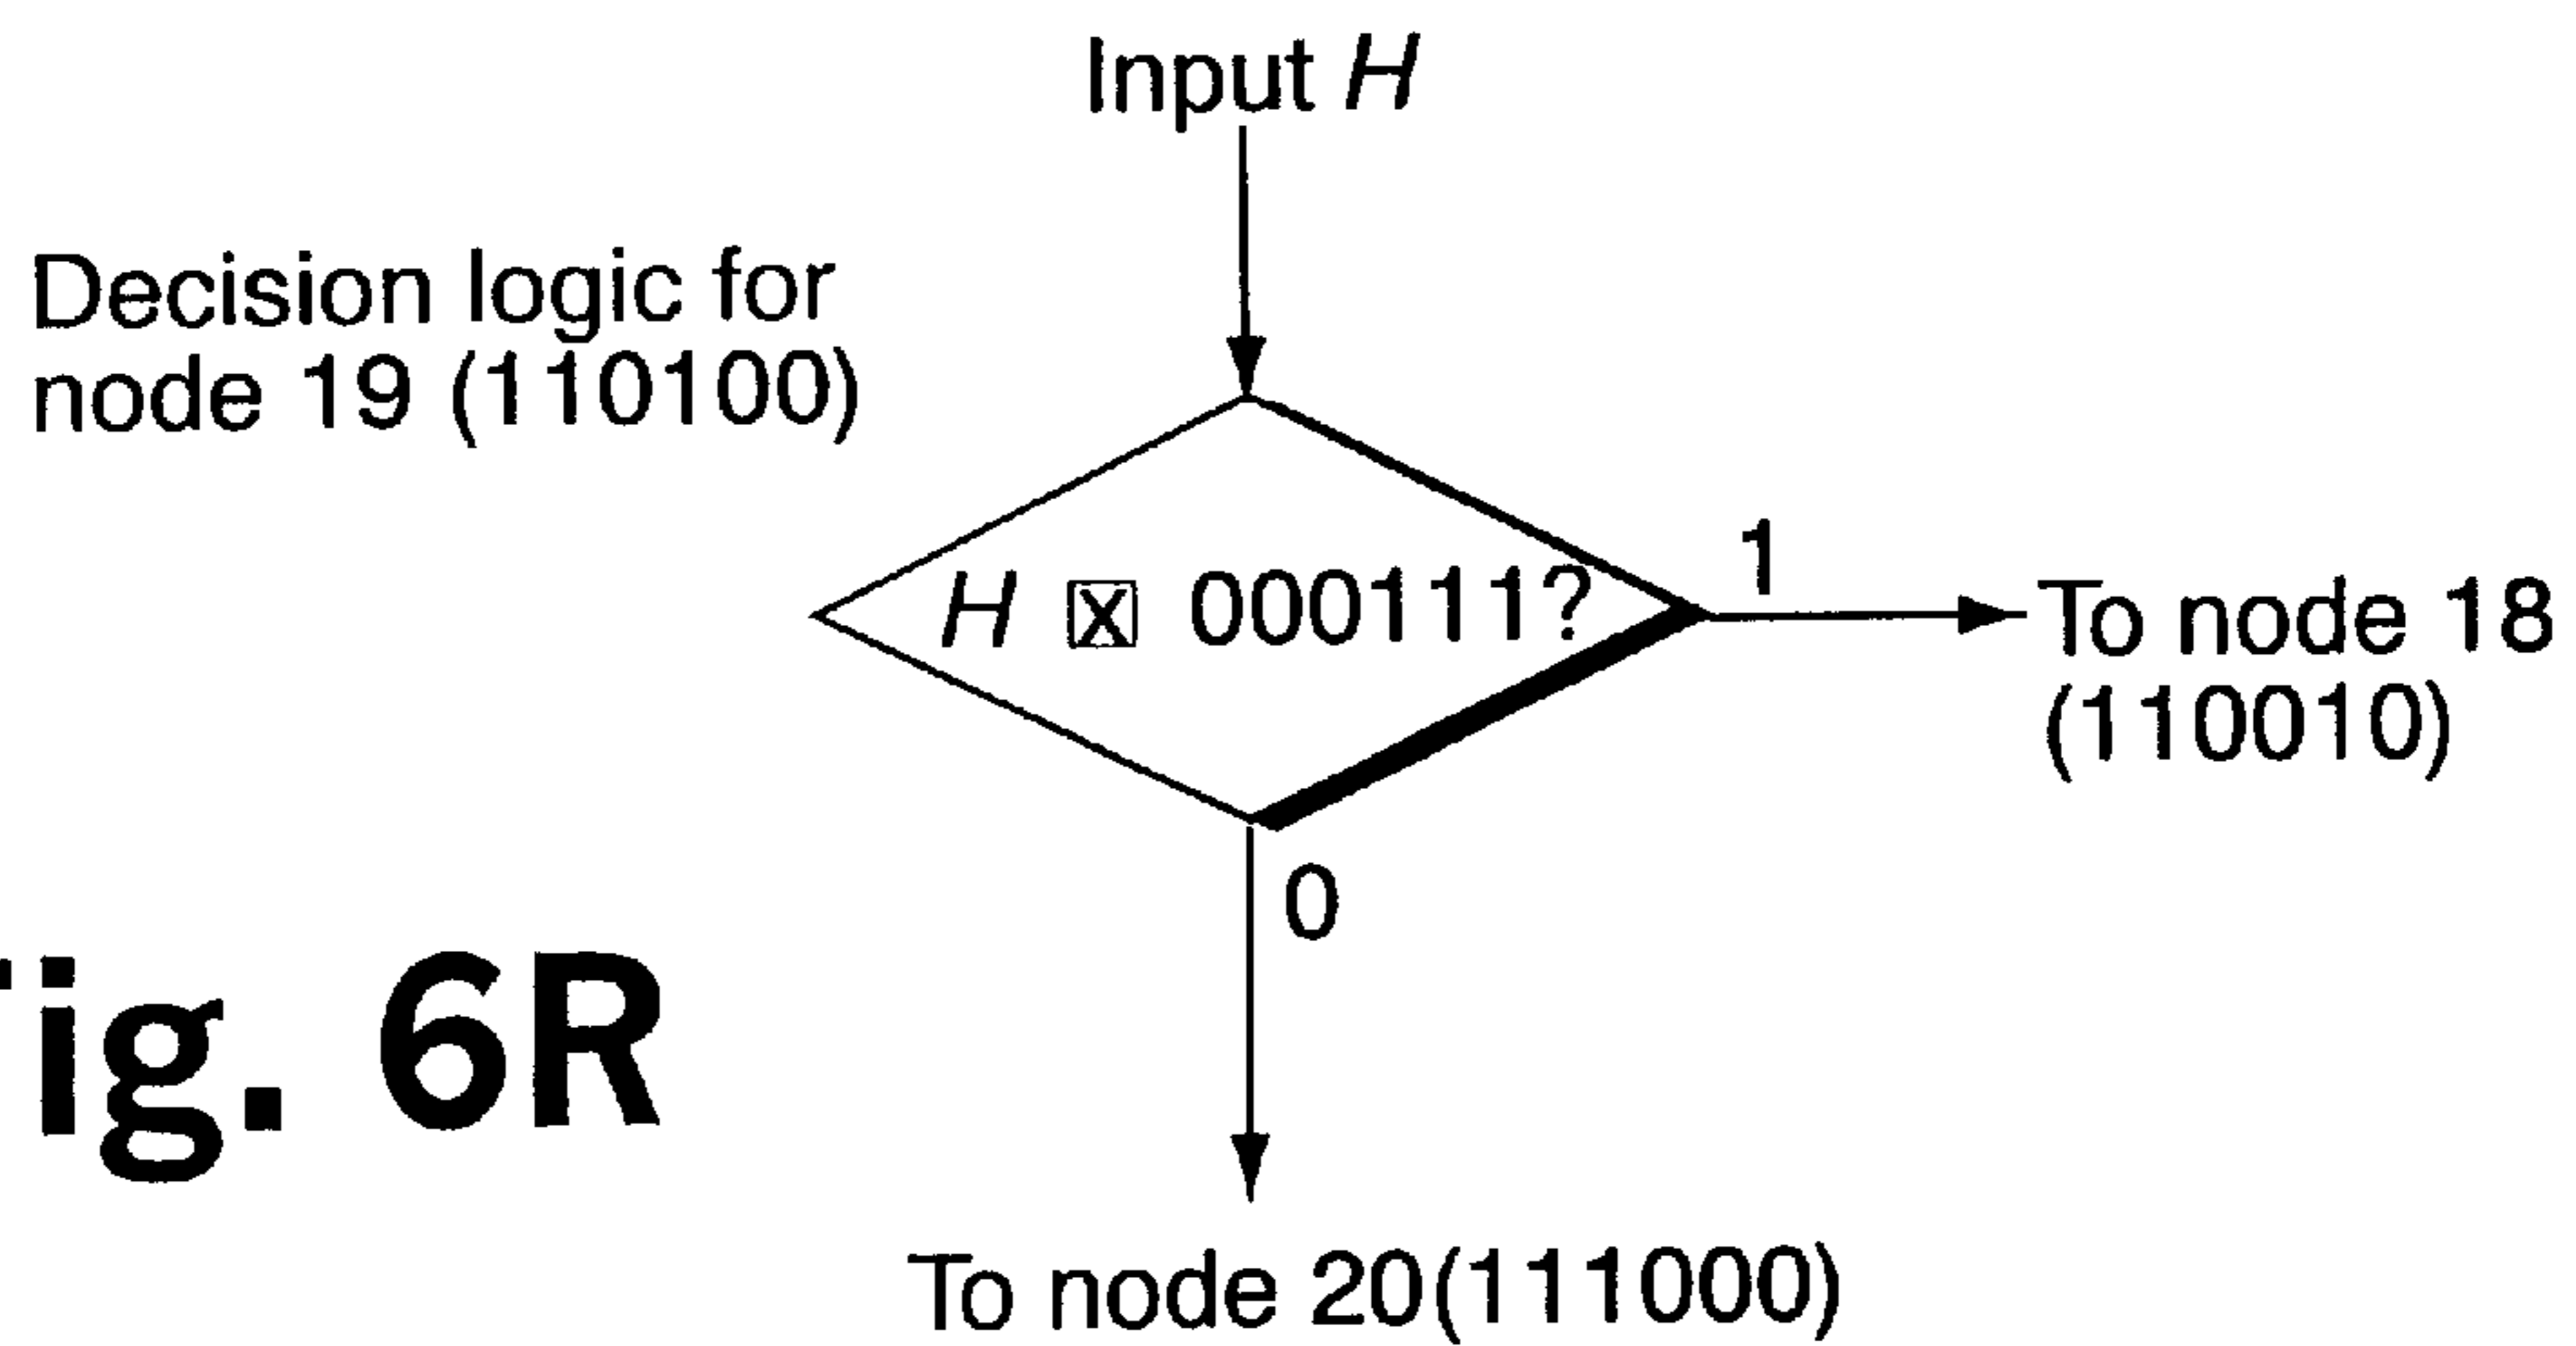 Input H
Decision logic for
node 19 (110100)
H ☒ 000111?
1
To node 18
(110010)
0
ig. 6R
To node 20(111000)